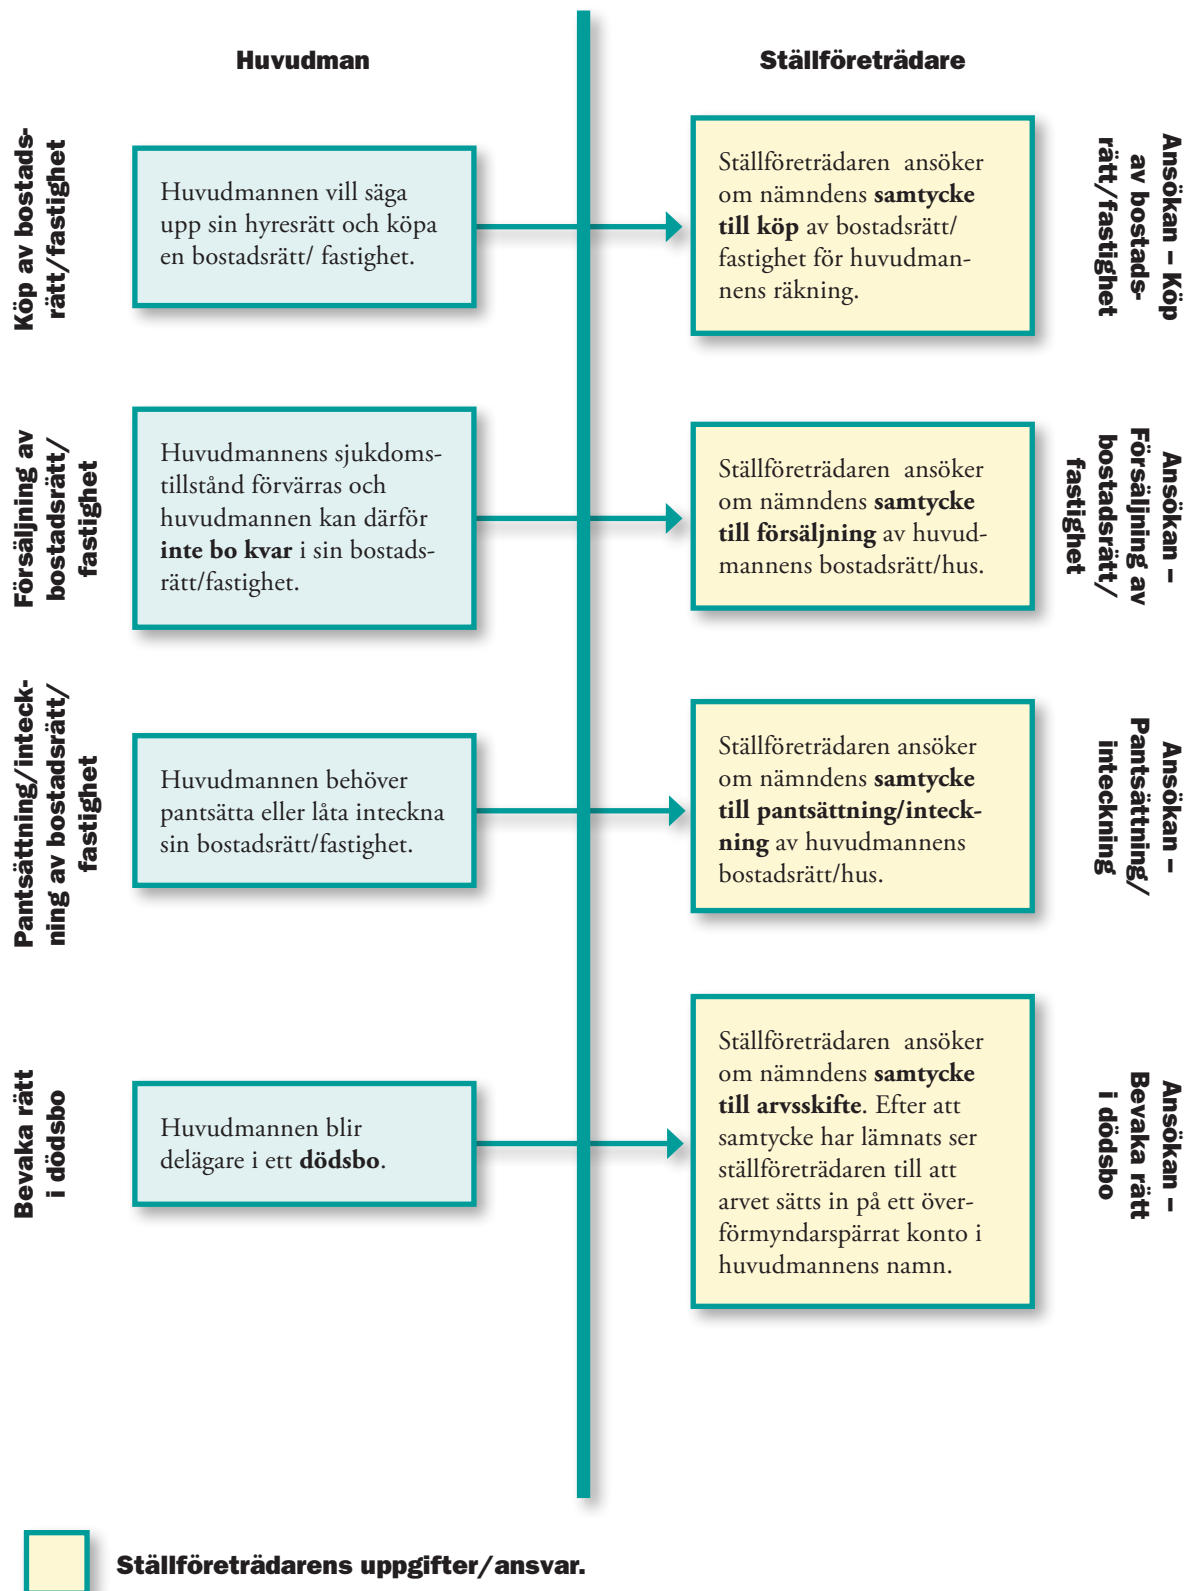 Huvudman
Ställföreträdare
Köp av bostads-
rätt/fastighet
Huvudmannen vill säga
upp sin hyresrätt och köpa
en bostadsrätt/ fastighet.
Ställföreträdaren ansöker
om nämndens samtycke
till köp av bostadsrätt/
fastighet för huvudman-
nens räkning.
Ansökan – Köp
av bostads-
rätt/fastighet
Försäljning av
bostadsrätt/
fastighet
Huvudmannens sjukdoms-
tillstånd förvärras och
huvudmannen kan därför
inte bo kvar i sin bostads-
rätt/fastighet.
Ställföreträdaren ansöker
om nämndens samtycke
till försäljning av huvud-
mannens bostadsrätt/hus.
Ansökan –
Försäljning av
bostadsrätt/
fastighet
Pantsättning/inteck-
ning av bostadsrätt/
fastighet
Huvudmannen behöver
pantsätta eller låta inteckna
sin bostadsrätt/fastighet.
Ställföreträdaren ansöker
om nämndens samtycke
till pantsättning/inteck-
ning av huvudmannens
bostadsrätt/hus.
Ansökan –
Pantsättning/
inteckning
Bevaka rätt
i dödsbo
Huvudmannen blir
delägare i ett dödsbo.
Ställföreträdaren ansöker
om nämndens samtycke
till arvsskifte. Efter att
samtycke har lämnats ser
ställföreträdaren till att
arvet sätts in på ett över-
förmyndarspärrat konto i
huvudmannens namn.
Ansökan –
Bevaka rätt
i dödsbo
Ställföreträdarens uppgifter/ansvar.